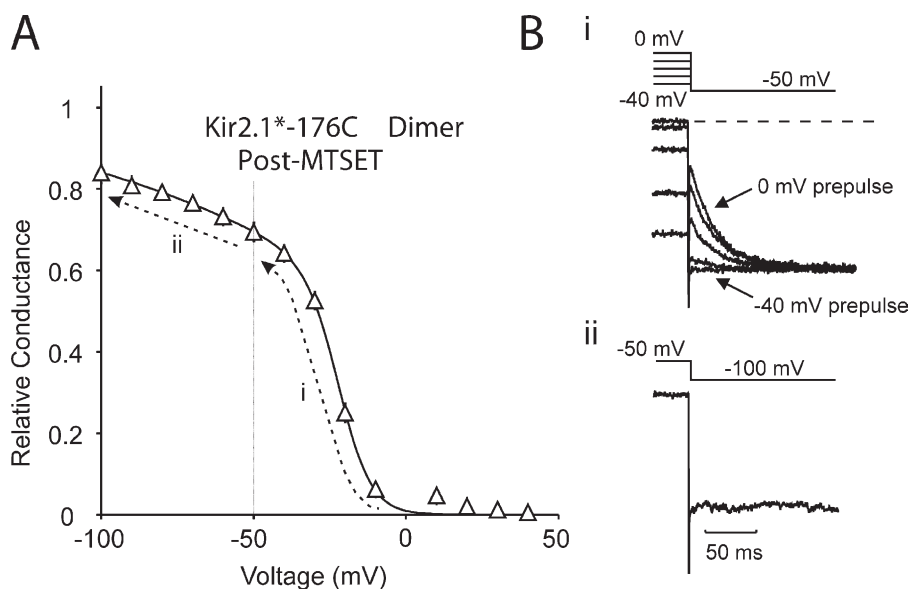 A
Relative Conductance
1
0.8
0.6
0.4
0.2
0
-100
-50
0
50
Voltage (mV)
Kir2.1*-176C Dimer
Post-MTSET
ii
i
B
i
0 mV
-50 mV
-40 mV
0 mV prepulse
-40 mV prepulse
ii
-50 mV
-100 mV
50 ms